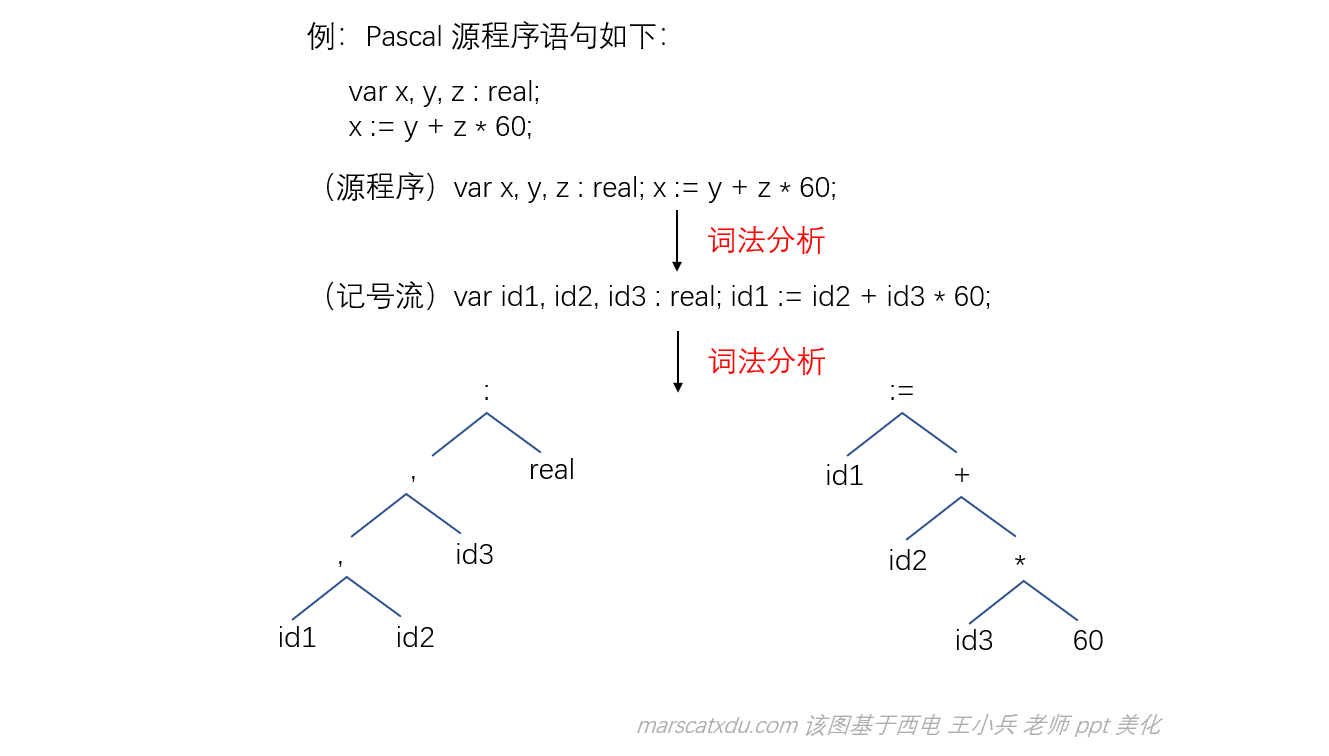 例：Pascal 源程序语句如下：
var x, y, z : real;
x := y + z * 60;
（源程序）var x, y, z : real; x := y + z * 60;
词法分析
（记号流）var id1, id2, id3 : real; id1 := id2 + id3 * 60;
词法分析
: :=
, real id1 +
, id3 id2 *
id1 id2 id3 60
marscatxdu.com 该图基于西电 王小兵 老师 ppt 美化